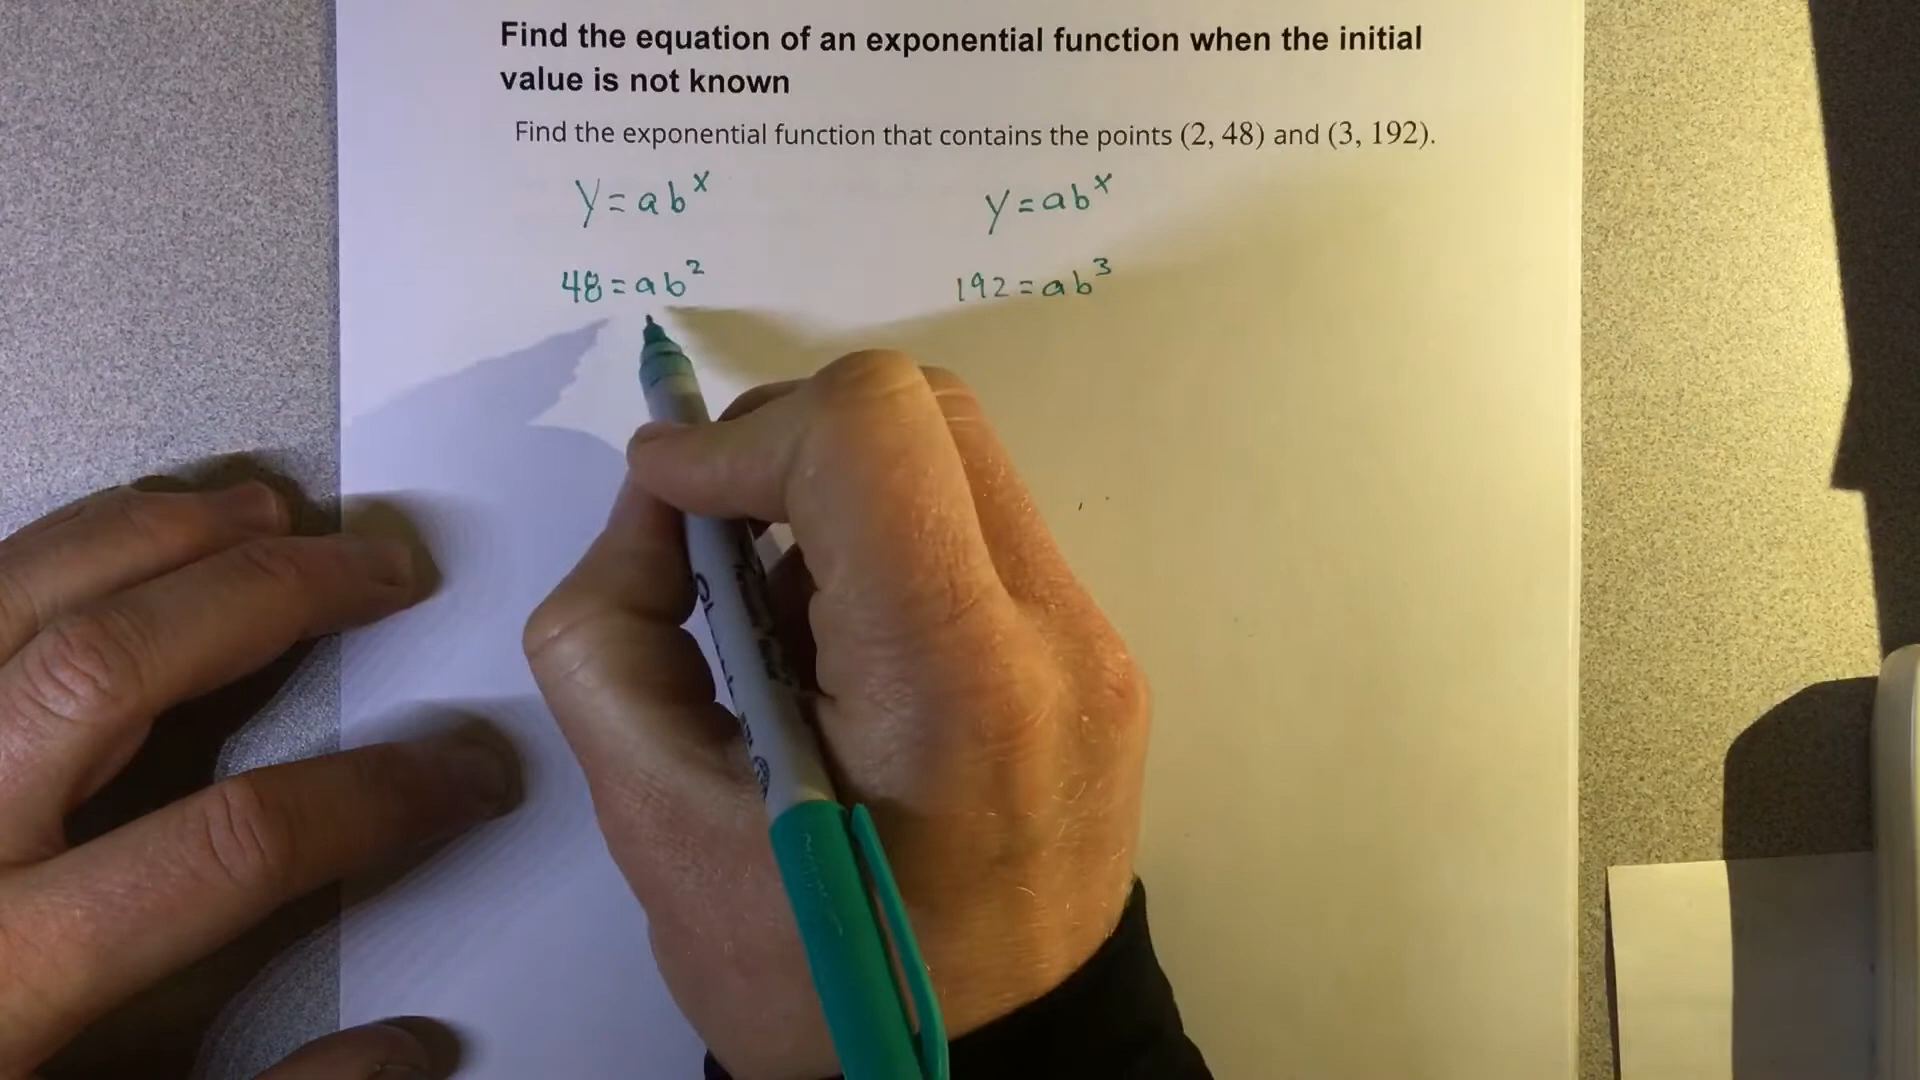 Find the equation of an exponential function when the initial
value is not known
Find the exponential function that contains the points (2, 48) and (3, 192).
y = ab^x
y = ab^x
48 = ab^2
192 = ab^3